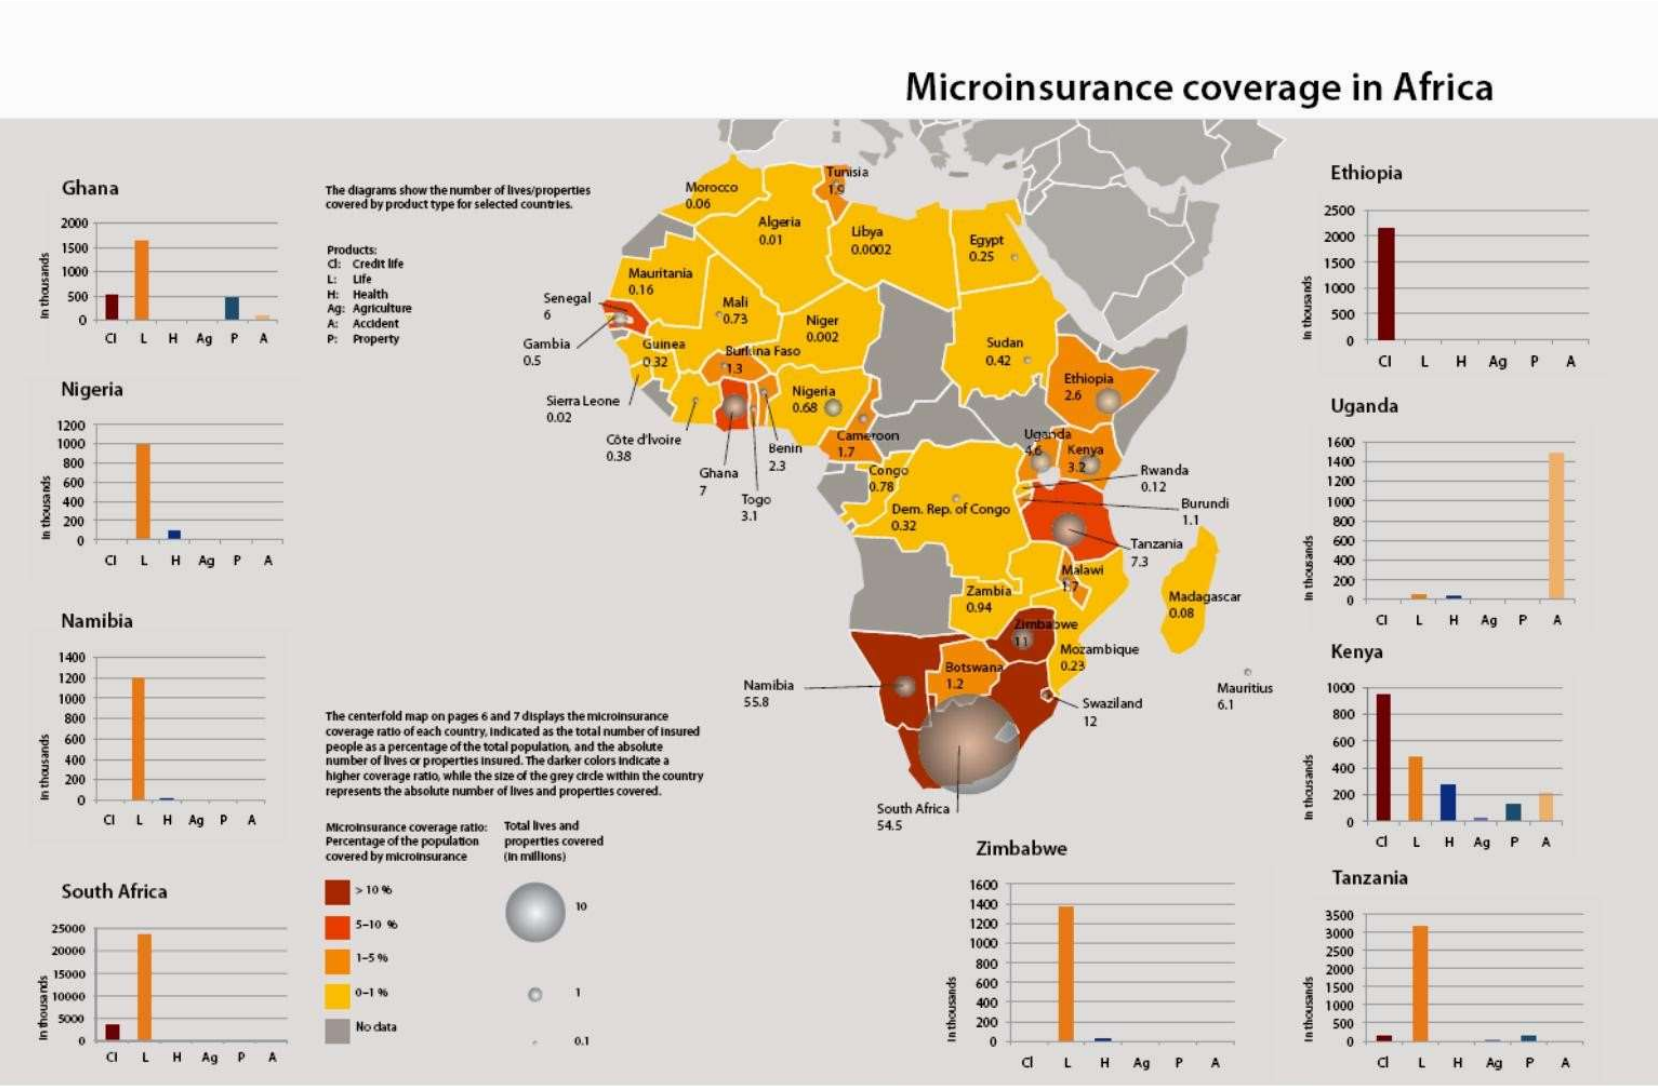 Microinsurance coverage in Africa
Ghana
2000
1500
1000
500
0
In thousands
Cl L H Ag P A
Nigeria
1200
1000
800
600
400
200
0
In thousands
Cl L H Ag P A
Namibia
1400
1200
1000
800
600
400
200
0
In thousands
Cl L H Ag P A
South Africa
25000
20000
15000
10000
5000
0
In thousands
Cl L H Ag P A
The diagrams show the number of lives/properties
covered by product type for selected countries.
Products:
Cl: Credit life
L: Life
H: Health
Ag: Agriculture
A: Accident
P: Property
The centerfold map on pages 6 and 7 displays the microinsurance
coverage ratio of each country, indicated as the total number of insured
people as a percentage of the total population, and the absolute
number of lives or properties insured. The darker colors indicate a
higher coverage ratio, while the size of the grey circle within the country
represents the absolute number of lives and properties covered.
Microinsurance coverage ratio:
Percentage of the population
covered by microinsurance
> 10 %
5–10 %
1–5 %
0–1 %
No data
Total lives and
properties covered
(in millions)
10
1
0.1
Morocco
0.06
Tunisia
1.9
Algeria
0.01
Libya
0.0002
Egypt
0.25
Mauritania
0.16
Senegal
6
Mali
0.73
Niger
0.002
Gambia
0.5
Guinea
0.32
Burkina Faso
1.3
Sudan
0.42
Sierra Leone
0.02
Nigeria
0.68
Ethiopia
2.6
Côte d'Ivoire
0.38
Ghana
7
Togo
3.1
Benin
2.3
Cameroon
1.7
Congo
0.78
Uganda
4.6
Kenya
3.2
Rwanda
0.12
Burundi
1.1
Dem. Rep. of Congo
0.32
Tanzania
7.3
Malawi
1.7
Zambia
0.94
Madagascar
0.08
Zimbabwe
11
Mozambique
0.23
Botswana
1.2
Namibia
55.8
Swaziland
12
Mauritius
6.1
South Africa
54.5
Zimbabwe
1600
1400
1200
1000
800
600
400
200
0
In thousands
L H Ag P A
Ethiopia
2500
2000
1500
1000
500
0
In thousands
Cl L H Ag P A
Uganda
1600
1400
1200
1000
800
600
400
200
0
In thousands
Cl L H Ag P A
Kenya
1000
800
600
400
200
0
In thousands
Cl L H Ag P A
Tanzania
3500
3000
2500
2000
1500
1000
500
0
In thousands
Cl L H Ag P A